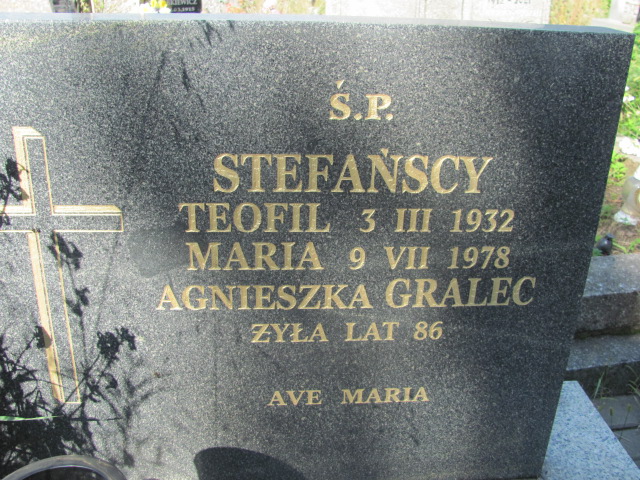 Ś.P.
STEFAŃSCY
TEOFIL 3 III 1932
MARIA 9 VII 1978
AGNIESZKA GRALEC
ŻYŁA LAT 86
AVE MARIA